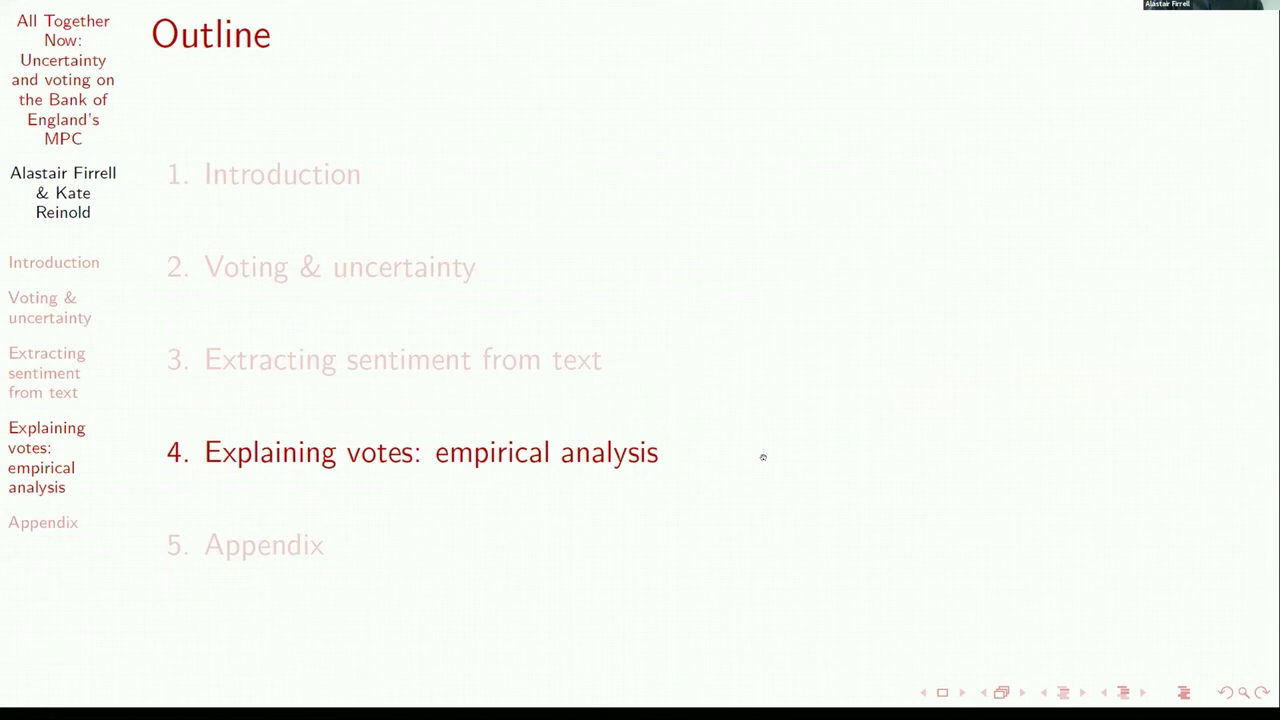 All Together
Now:
Uncertainty
and voting on
the Bank of
England's
MPC
Alastair Firrell
& Kate
Reinold
Introduction
Voting &
uncertainty
Extracting
sentiment
from text
Explaining
votes:
empirical
analysis
Appendix
Outline
1. Introduction
2. Voting & uncertainty
3. Extracting sentiment from text
4. Explaining votes: empirical analysis
5. Appendix
Alastair Firrell